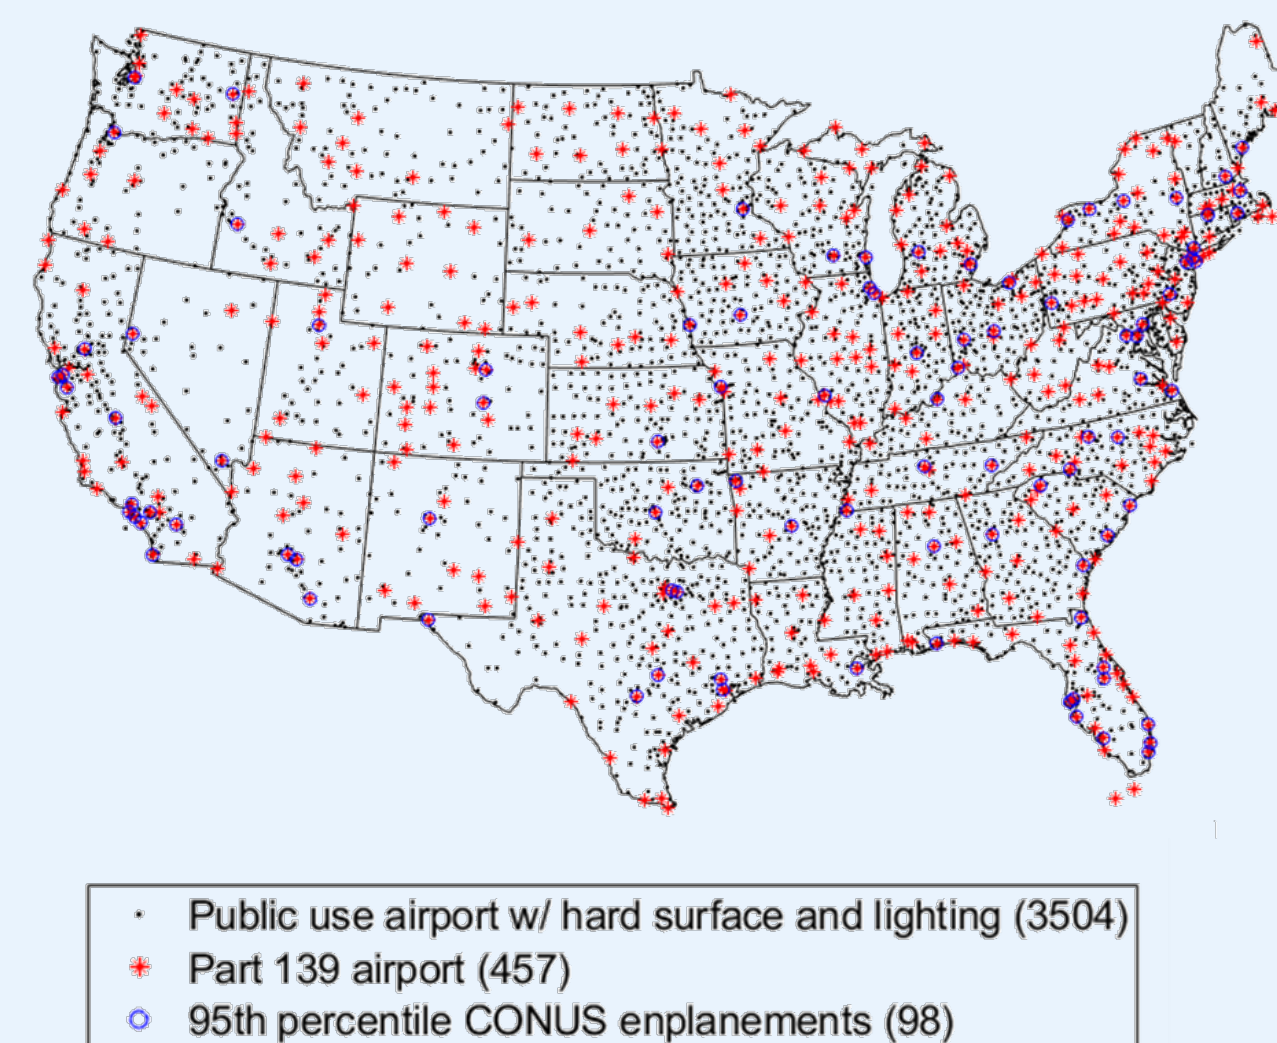 Public use airport w/ hard surface and lighting (3504)
Part 139 airport (457)
95th percentile CONUS enplanements (98)